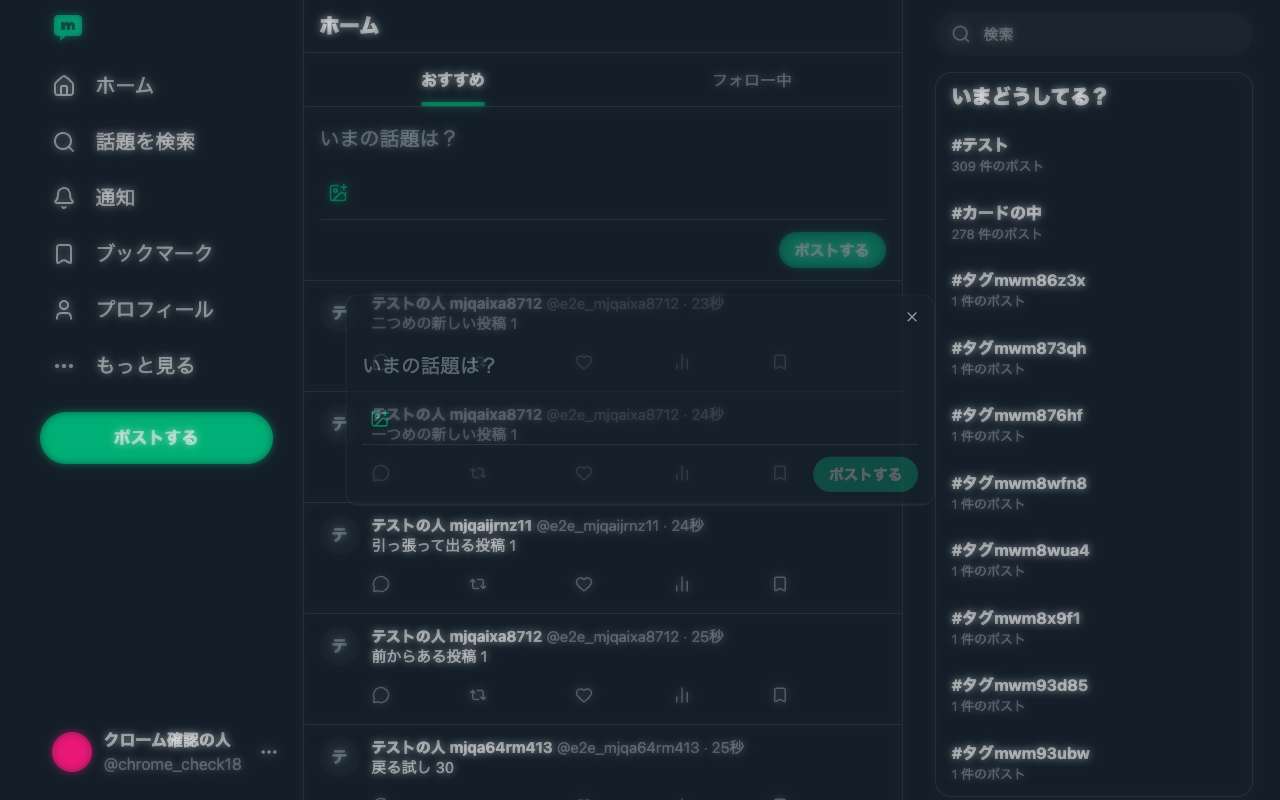 m
ホーム
話題を検索
通知
ブックマーク
プロフィール
もっと見る
ポストする
クローム確認の人
@chrome_check18
ホーム
おすすめ
フォロー中
いまの話題は？
ポストする
テストの人 mjqaixa8712 @e2e_mjqaixa8712 · 23秒
二つめの新しい投稿 1
いまの話題は？
テストの人 mjqaixa8712 @e2e_mjqaixa8712 · 24秒
一つめの新しい投稿 1
ポストする
テ
テストの人 mjqaijrnz11 @e2e_mjqaijrnz11 · 24秒
引っ張って出る投稿 1
テ
テストの人 mjqaixa8712 @e2e_mjqaixa8712 · 25秒
前からある投稿 1
テ
テストの人 mjqa64rm413 @e2e_mjqa64rm413 · 25秒
戻る試し 30
検索
いまどうしてる？
#テスト
309 件のポスト
#カードの中
278 件のポスト
#タグmwm86z3x
1 件のポスト
#タグmwm873qh
1 件のポスト
#タグmwm876hf
1 件のポスト
#タグmwm8wfn8
1 件のポスト
#タグmwm8wua4
1 件のポスト
#タグmwm8x9f1
1 件のポスト
#タグmwm93d85
1 件のポスト
#タグmwm93ubw
1 件のポスト